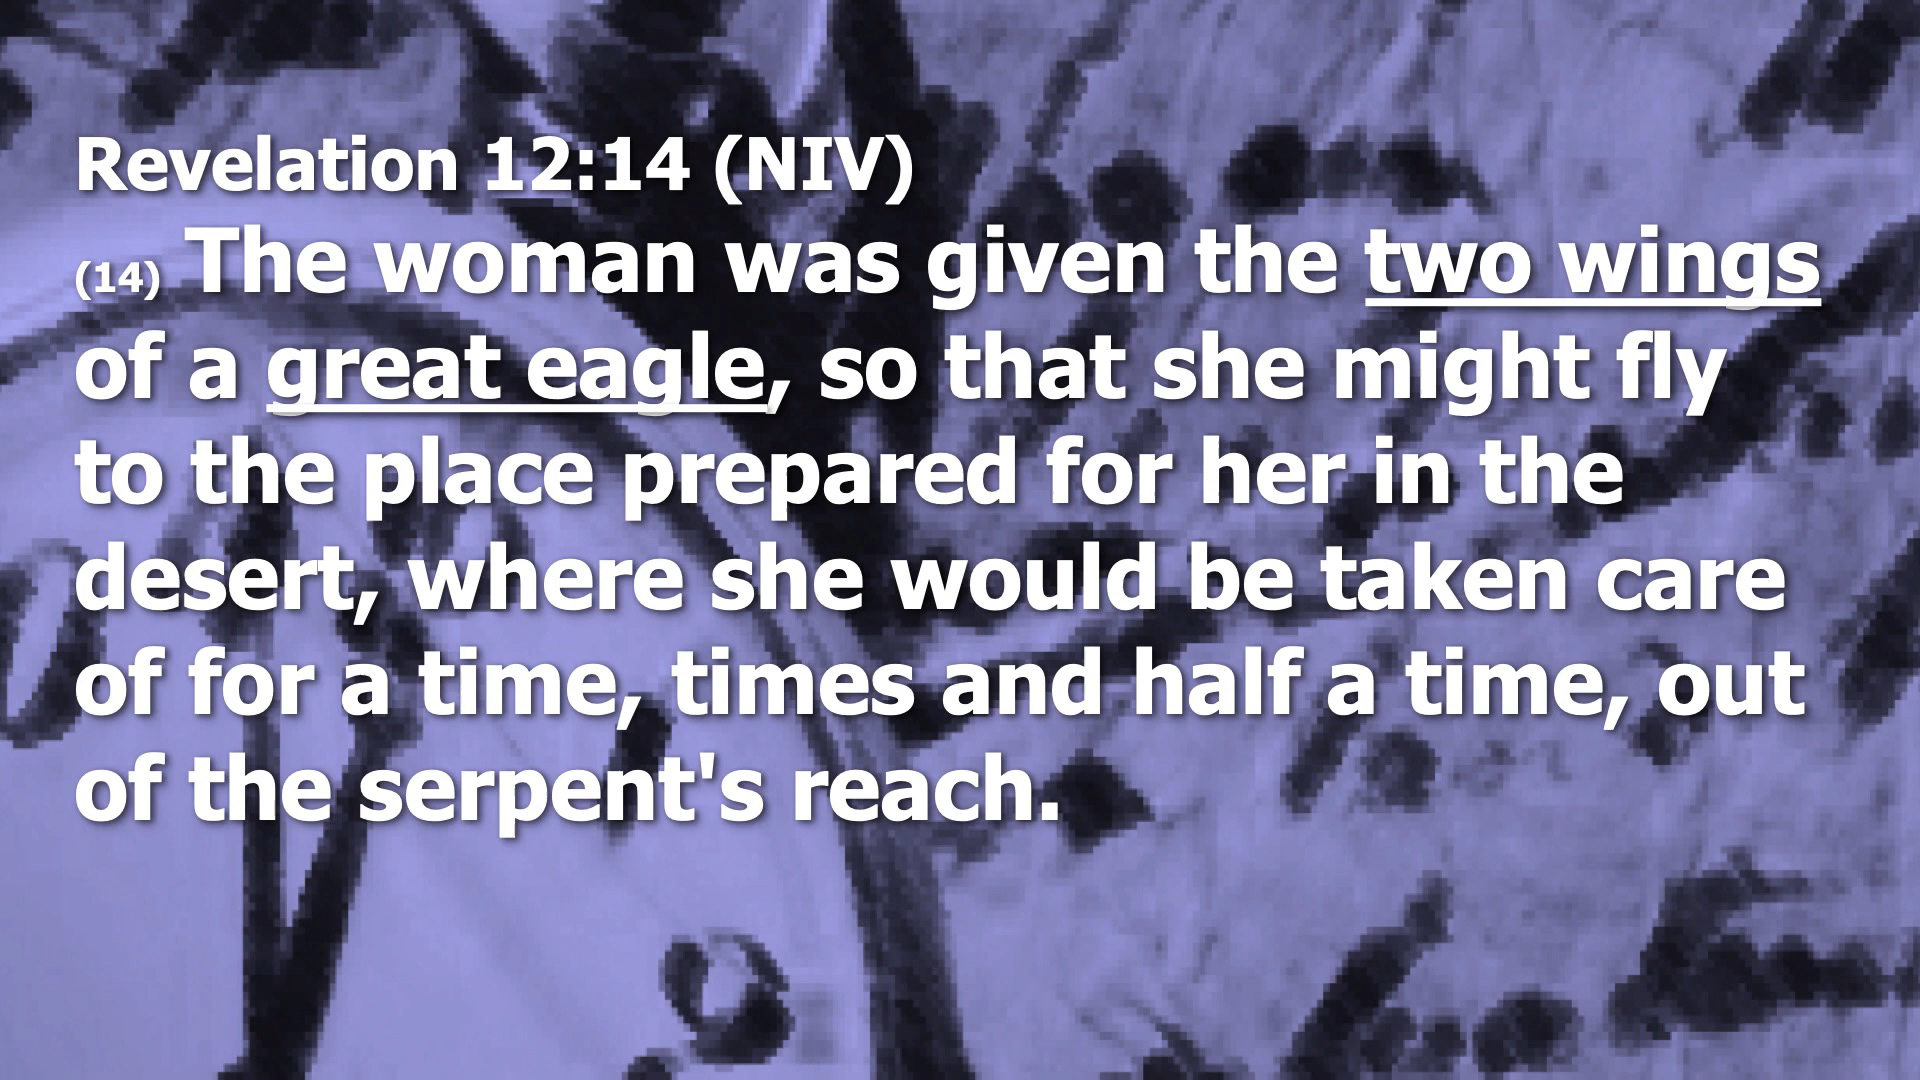 Revelation 12:14 (NIV)
(14) The woman was given the two wings
of a great eagle, so that she might fly
to the place prepared for her in the
desert, where she would be taken care
of for a time, times and half a time, out
of the serpent's reach.